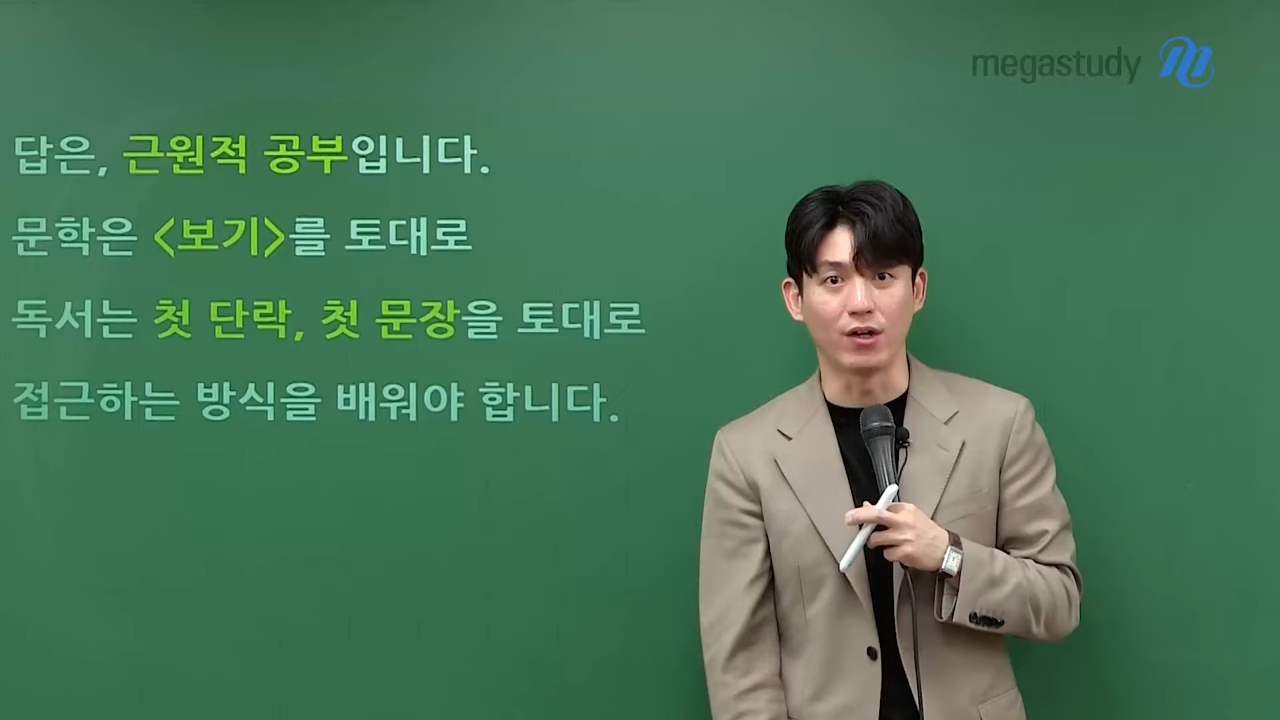 megastudy
답은, 근원적 공부입니다.
문학은 <보기>를 토대로
독서는 첫 단락, 첫 문장을 토대로
접근하는 방식을 배워야 합니다.